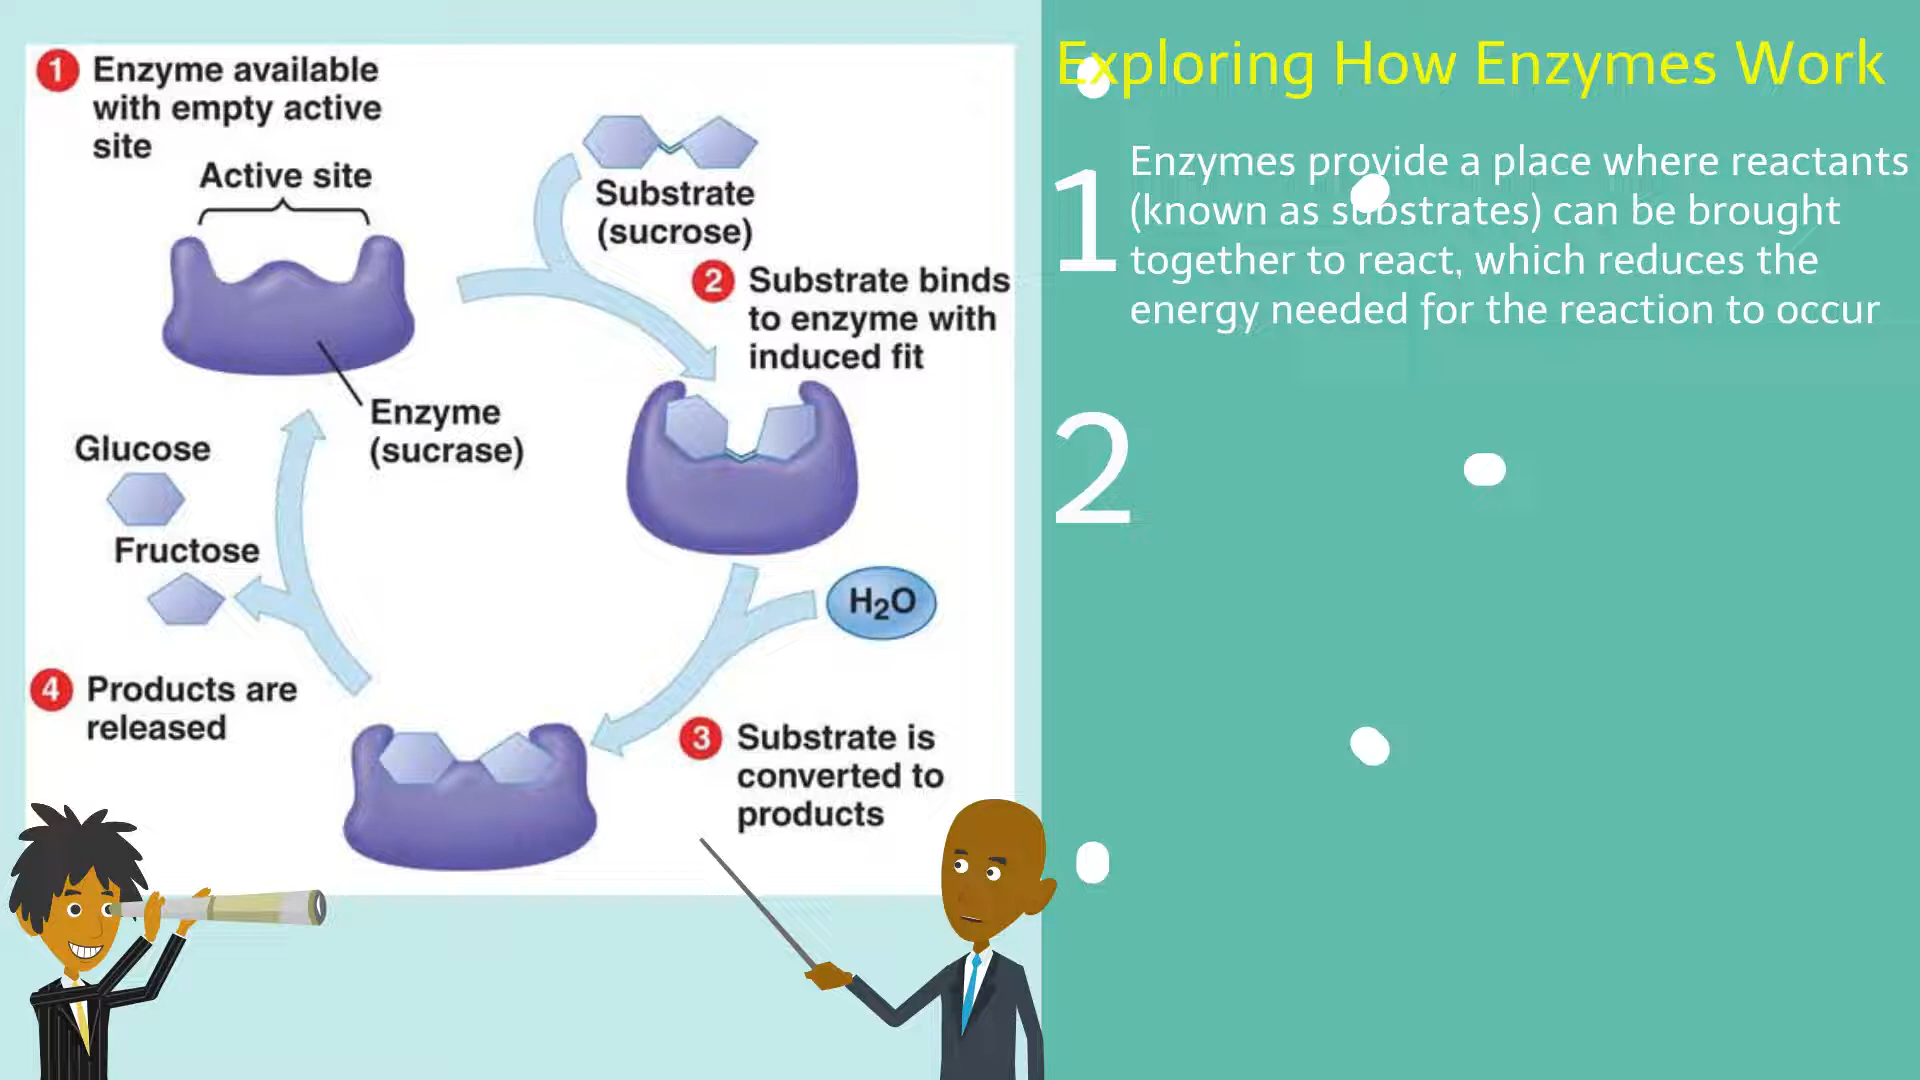 1 Enzyme available
with empty active
site
Active site
Substrate
(sucrose)
2 Substrate binds
to enzyme with
induced fit
Enzyme
(sucrase)
Glucose
Fructose
H₂O
4 Products are
released
3 Substrate is
converted to
products
Exploring How Enzymes Work
1
Enzymes provide a place where reactants
(known as substrates) can be brought
together to react, which reduces the
energy needed for the reaction to occur
2